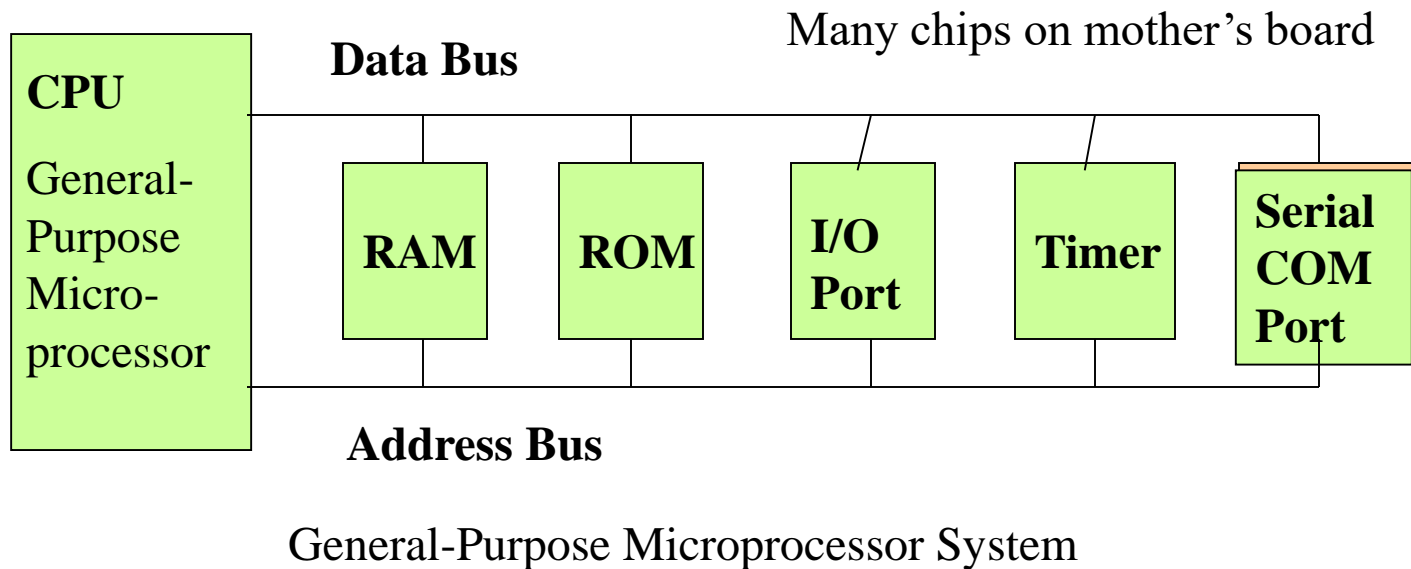 Many chips on mother’s board
Data Bus
CPU
General-
Purpose
Micro-
processor
RAM
ROM
I/O
Port
Timer
Serial
COM
Port
Address Bus
General-Purpose Microprocessor System